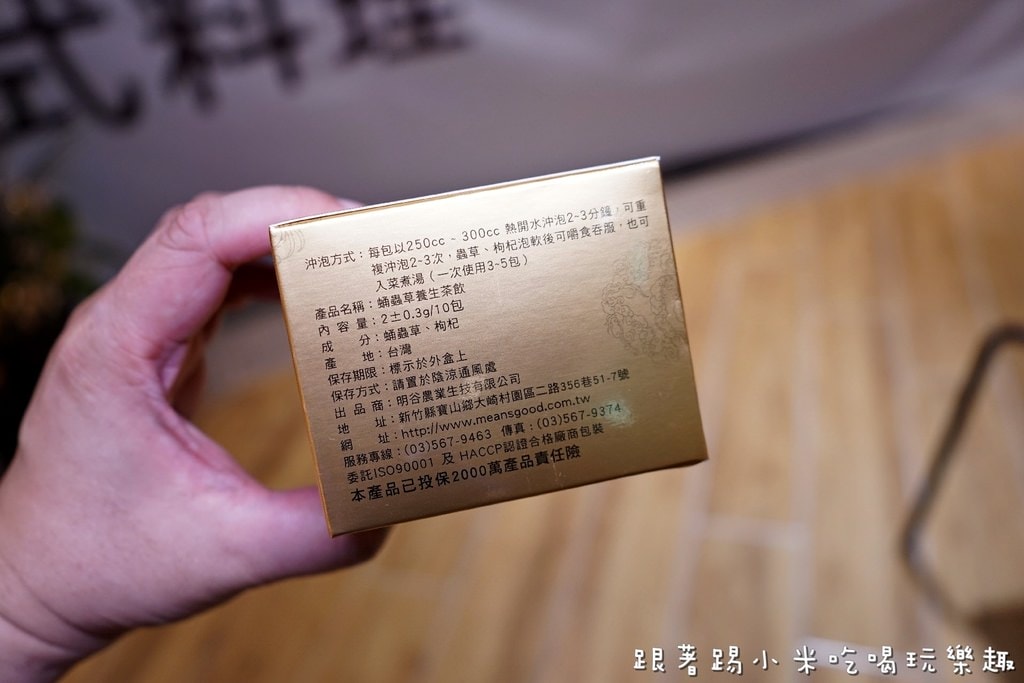 式料理
沖泡方式：每包以250cc、300cc 熱開水沖泡2~3分鐘，可重
複沖泡2~3次，蟲草、枸杞泡軟後可嚼食吞服，也可
入菜煮湯（一次使用3~5包）
產品名稱：蛹蟲草養生茶飲
內容量：2±0.3g/10包
成分：蛹蟲草、枸杞
產地：台灣
保存期限：標示於外盒上
保存方式：請置於陰涼通風處
出品商：明谷農業生技有限公司
地址：新竹縣寶山鄉大崎村園區二路356巷51-7號
網址：http://www.meansgood.com.tw
服務專線：(03)567-9463 傳真：(03)567-9374
委託ISO90001 及 HACCP認證合格廠商包裝
本產品已投保2000萬產品責任險
跟著踢小米吃喝玩樂趣